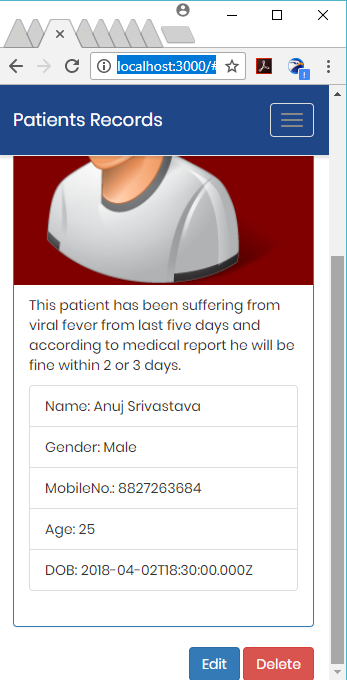 localhost:3000/#
Patients Records
This patient has been suffering from
viral fever from last five days and
according to medical report he will be
fine within 2 or 3 days.
Name: Anuj Srivastava
Gender: Male
MobileNo.: 8827263684
Age: 25
DOB: 2018-04-02T18:30:00.000Z
Edit Delete